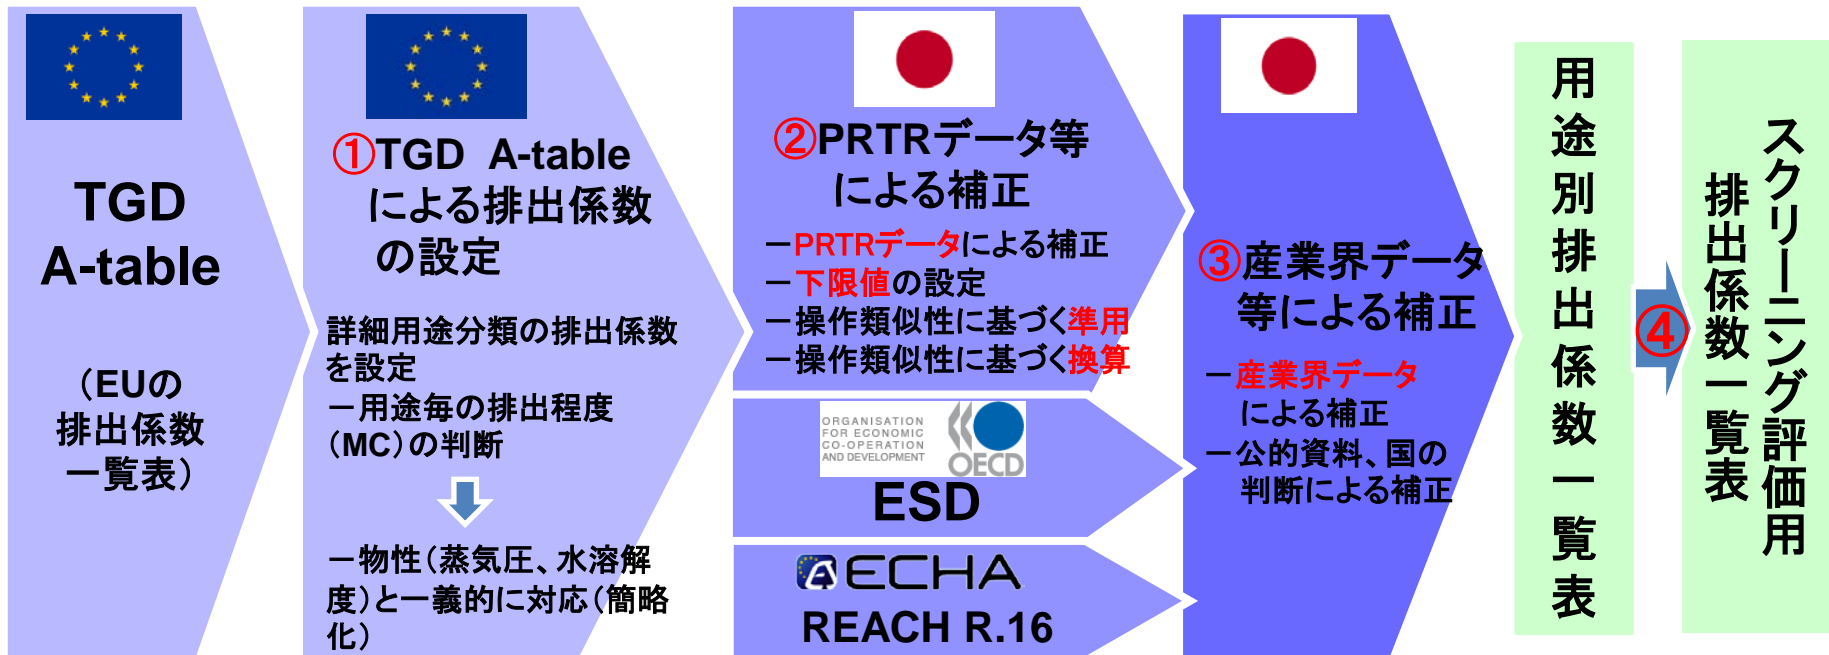 TGD
A-table
（EUの
排出係数
一覧表）
①TGD A-table
による排出係数
の設定
詳細用途分類の排出係数
を設定
－用途毎の排出程度
（MC）の判断
－物性（蒸気圧、水溶解
度）と一義的に対応（簡略
化）
②PRTRデータ等
による補正
－PRTRデータによる補正
－下限値の設定
－操作類似性に基づく準用
－操作類似性に基づく換算
ORGANISATION
FOR ECONOMIC
CO-OPERATION
AND DEVELOPMENT
OECD
ESD
ECHA
REACH R.16
③産業界データ
等による補正
－産業界データ
による補正
－公的資料、国の
判断による補正
用途別排出係数一覧表
④
スクリーニング評価用
排出係数一覧表